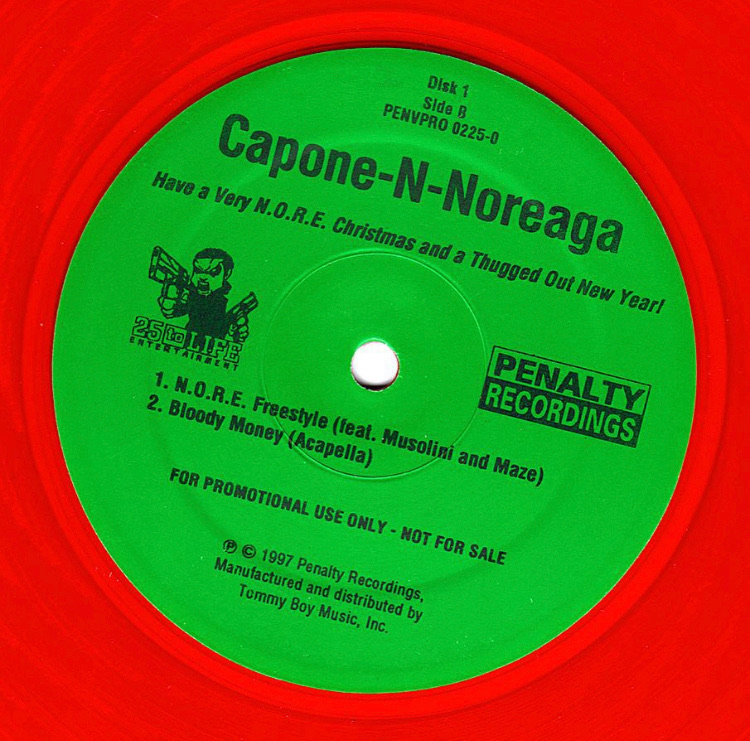 Disk 1
Side B
PENVPRO 0225-0
Capone-N-Noreaga
Have a Very N.O.R.E. Christmas and a Thugged Out New Year!
25 to LIFE
ENTERTAINMENT
PENALTY
RECORDINGS
1. N.O.R.E. Freestyle (feat. Musolini and Maze)
2. Bloody Money (Acapella)
FOR PROMOTIONAL USE ONLY - NOT FOR SALE
℗ © 1997 Penalty Recordings,
Manufactured and distributed by
Tommy Boy Music, Inc.